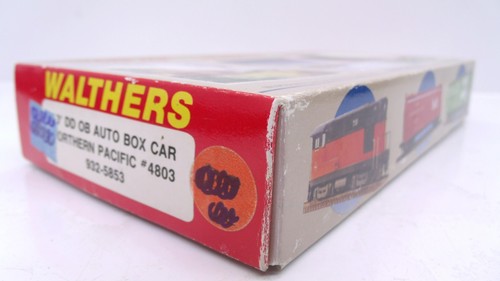 WALTHERS
' DD OB AUTO BOX CAR
ORTHERN PACIFIC #4803
932-5853